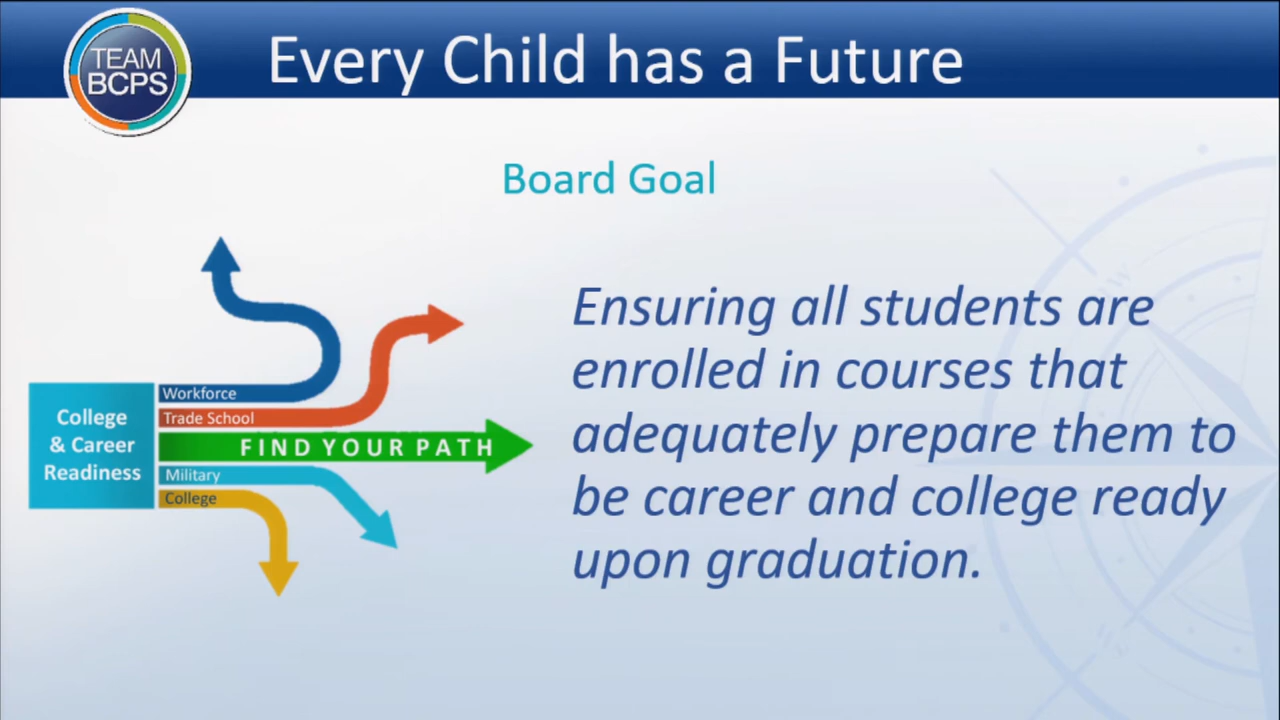 TEAM
BCPS
Every Child has a Future
Board Goal
College
& Career
Readiness
Workforce
Trade School
FIND YOUR PATH
Military
College
Ensuring all students are
enrolled in courses that
adequately prepare them to
be career and college ready
upon graduation.